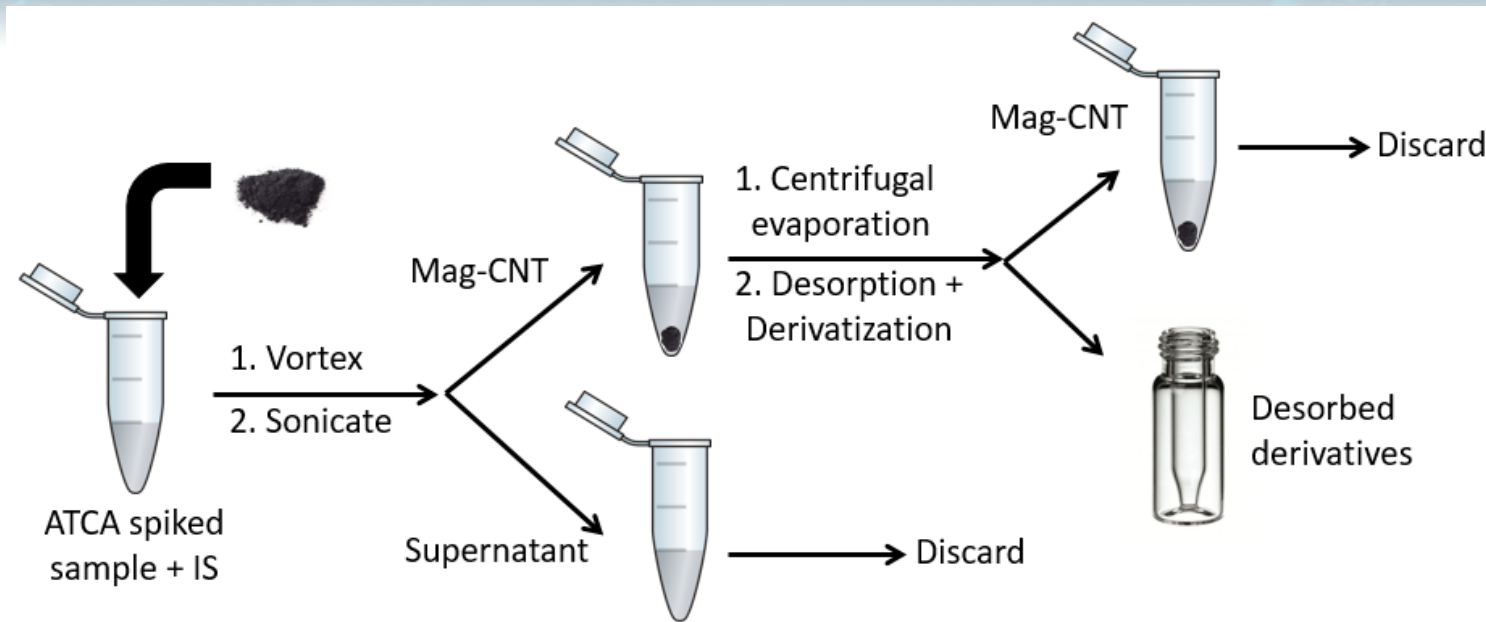 ATCA spiked
sample + IS
1. Vortex
2. Sonicate
Mag-CNT
Supernatant
Discard
1. Centrifugal
evaporation
2. Desorption +
Derivatization
Mag-CNT
Discard
Desorbed
derivatives